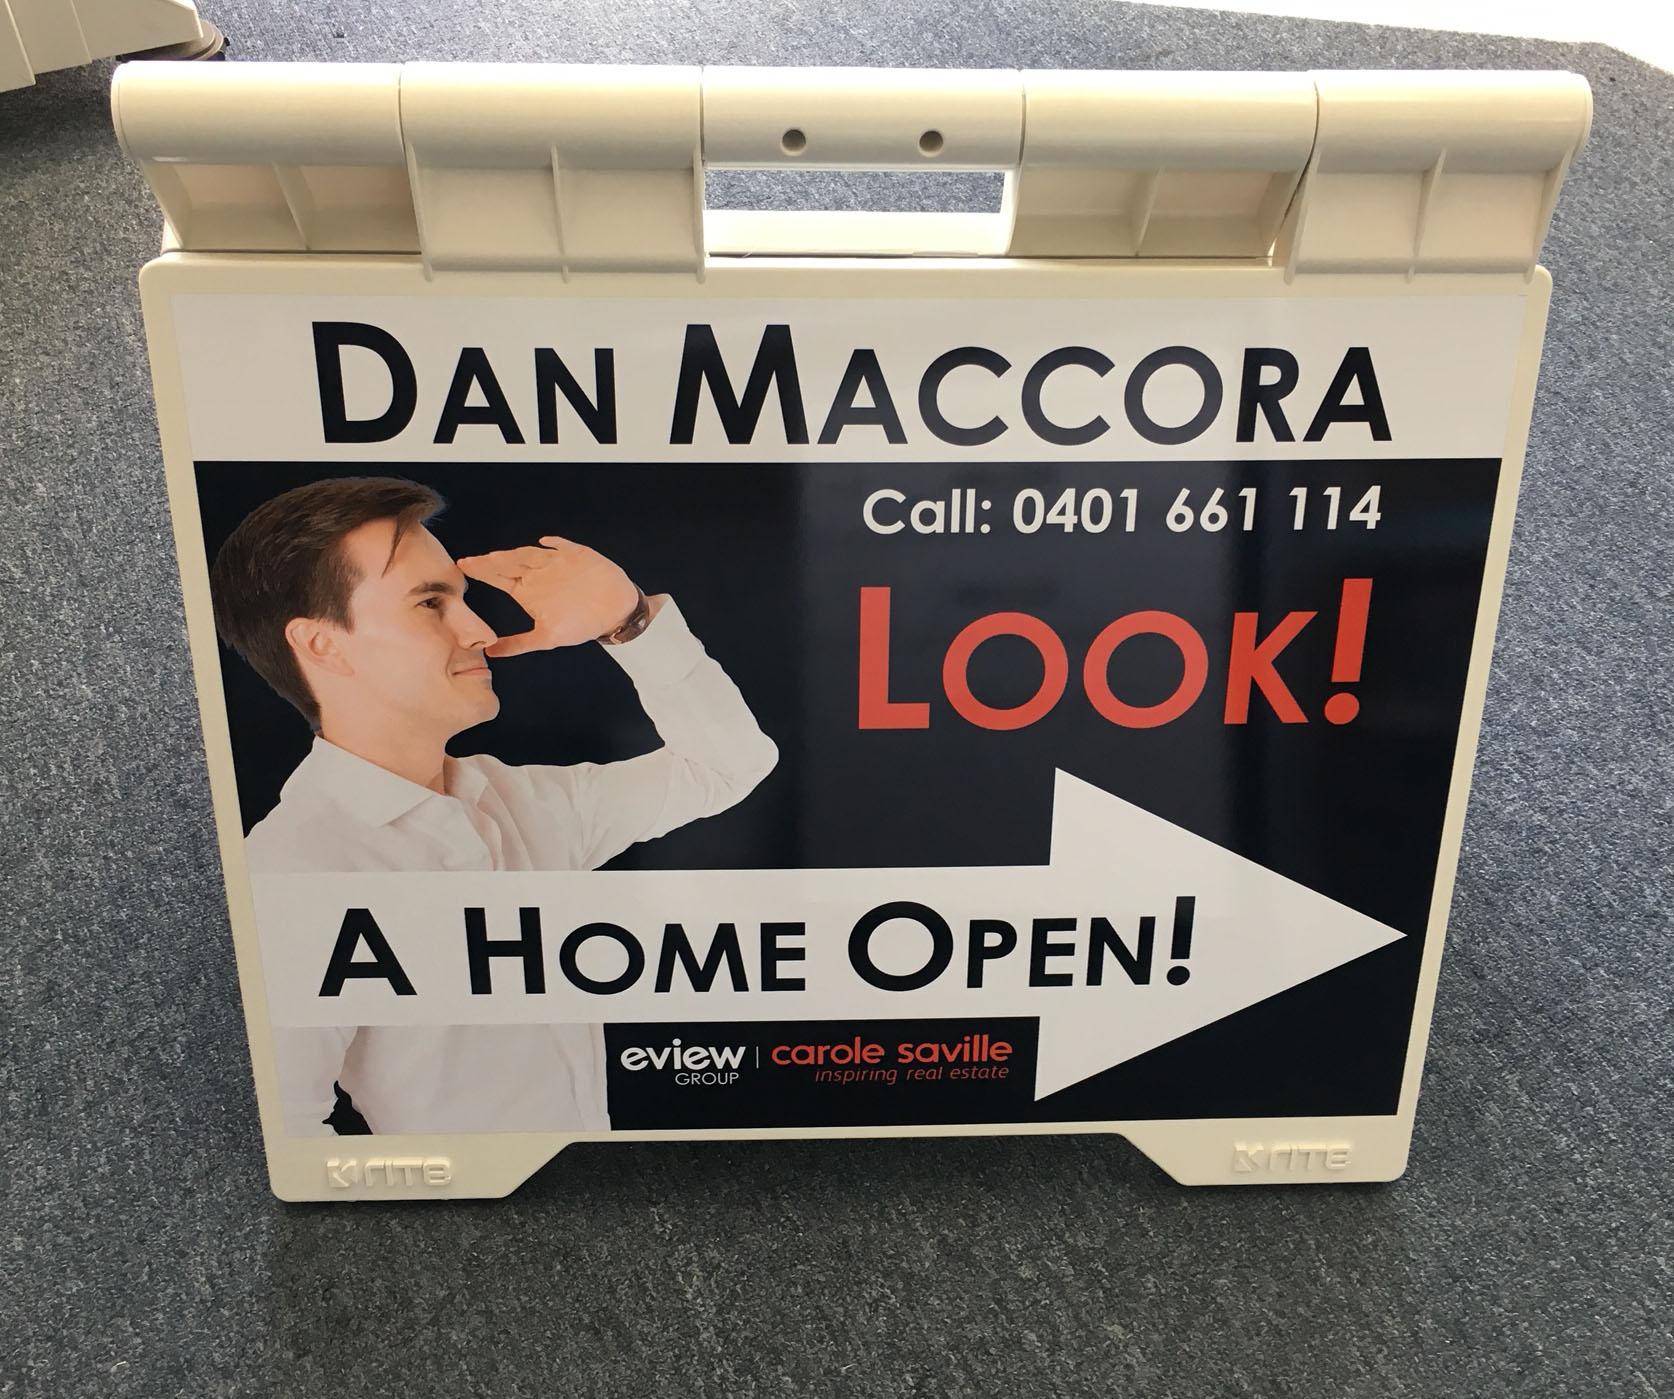 DAN MACCORA
Call: 0401 661 114
LOOK!
A HOME OPEN!
eview | carole saville
GROUP inspiring real estate
K RITE K RITE